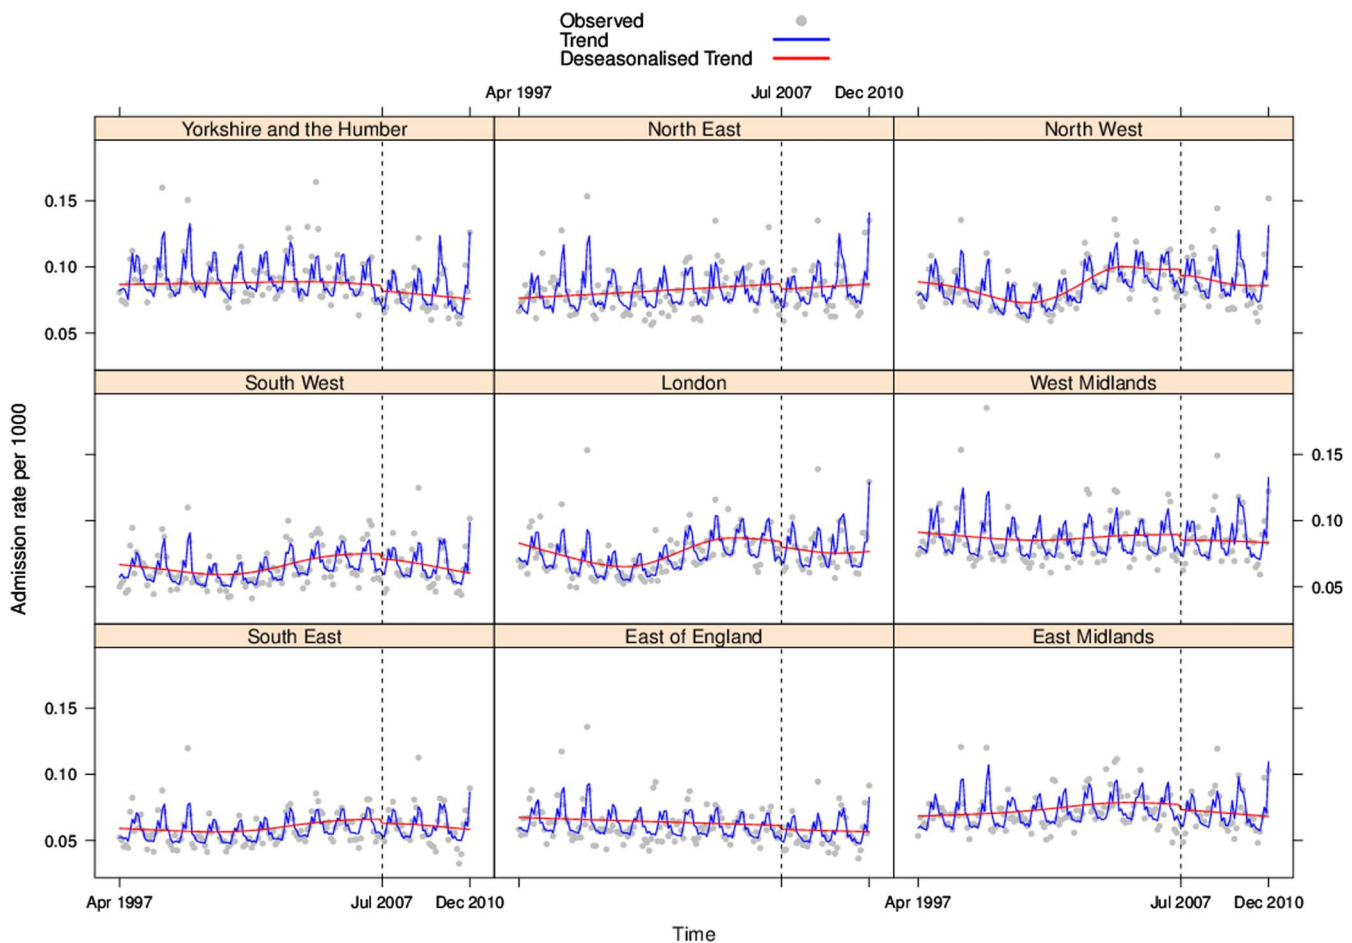 Observed
Trend
Deseasonalised Trend
Apr 1997 Jul 2007 Dec 2010
Yorkshire and the Humber North East North West
0.15
0.10
0.05
South West London West Midlands
0.15
0.10
0.05
South East East of England East Midlands
0.15
0.10
0.05
Admission rate per 1000
Apr 1997 Jul 2007 Dec 2010 Apr 1997 Jul 2007 Dec 2010
Time